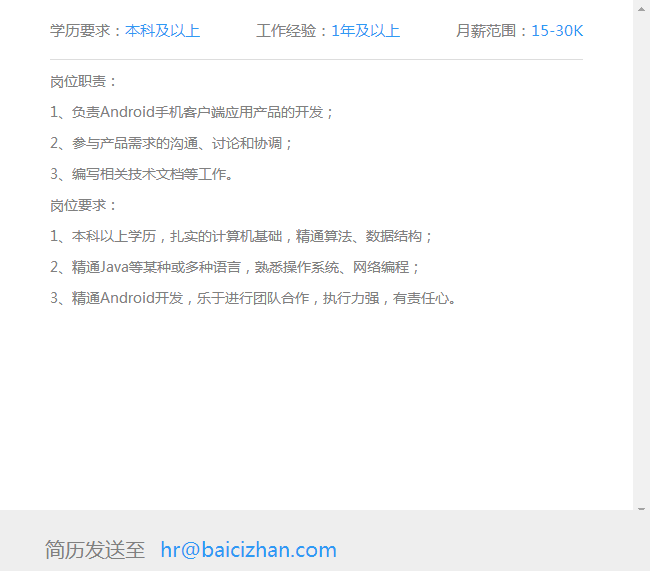 学历要求：本科及以上 工作经验：1年及以上 月薪范围：15-30K
岗位职责：
1、负责Android手机客户端应用产品的开发；
2、参与产品需求的沟通、讨论和协调；
3、编写相关技术文档等工作。
岗位要求：
1、本科以上学历，扎实的计算机基础，精通算法、数据结构；
2、精通Java等某种或多种语言，熟悉操作系统、网络编程；
3、精通Android开发，乐于进行团队合作，执行力强，有责任心。
简历发送至 hr@baicizhan.com